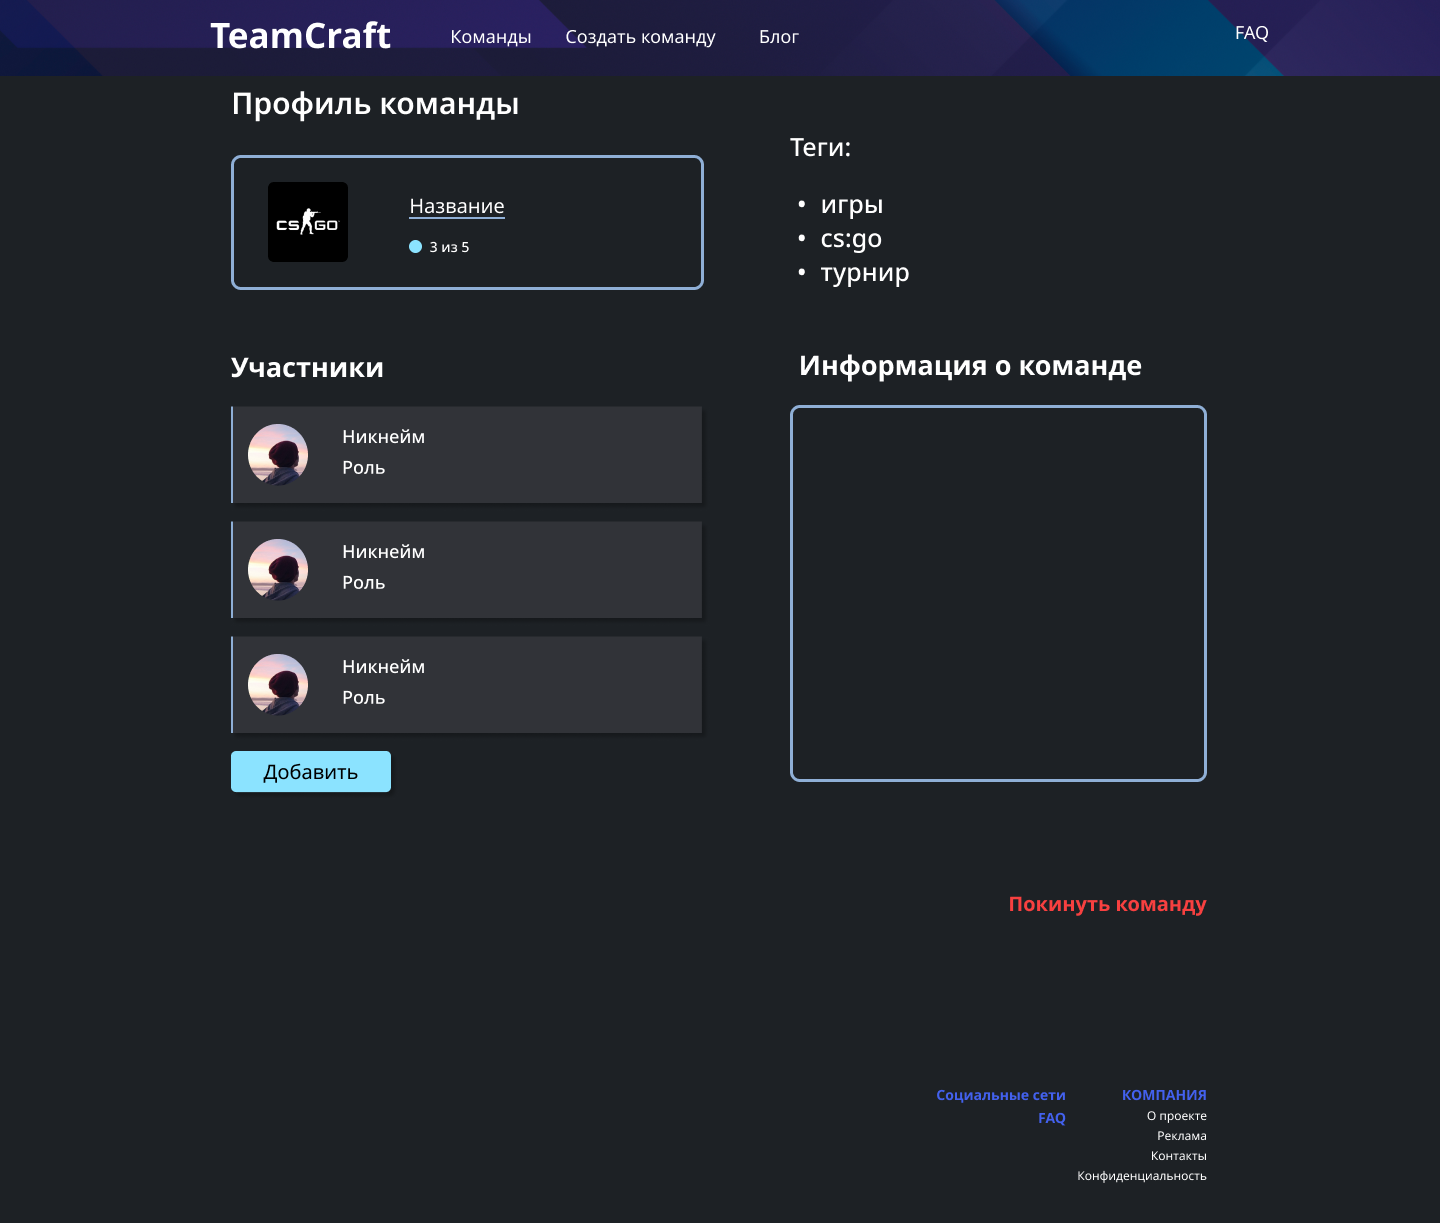 TeamCraft
Команды
Создать команду
Блог
FAQ
Профиль команды
CS GO
Название
3 из 5
Теги:
• игры
• cs:go
• турнир
Участники
Никнейм
Роль
Никнейм
Роль
Никнейм
Роль
Добавить
Информация о команде
Покинуть команду
Социальные сети
FAQ
КОМПАНИЯ
О проекте
Реклама
Контакты
Конфиденциальность